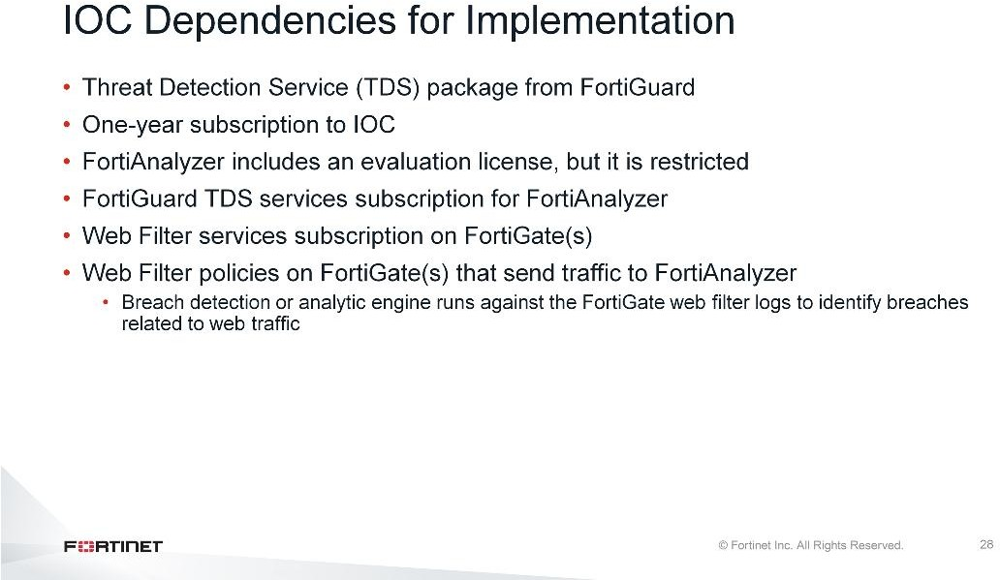 IOC Dependencies for Implementation
• Threat Detection Service (TDS) package from FortiGuard
• One-year subscription to IOC
• FortiAnalyzer includes an evaluation license, but it is restricted
• FortiGuard TDS services subscription for FortiAnalyzer
• Web Filter services subscription on FortiGate(s)
• Web Filter policies on FortiGate(s) that send traffic to FortiAnalyzer
• Breach detection or analytic engine runs against the FortiGate web filter logs to identify breaches
related to web traffic
FORTINET
© Fortinet Inc. All Rights Reserved.
28